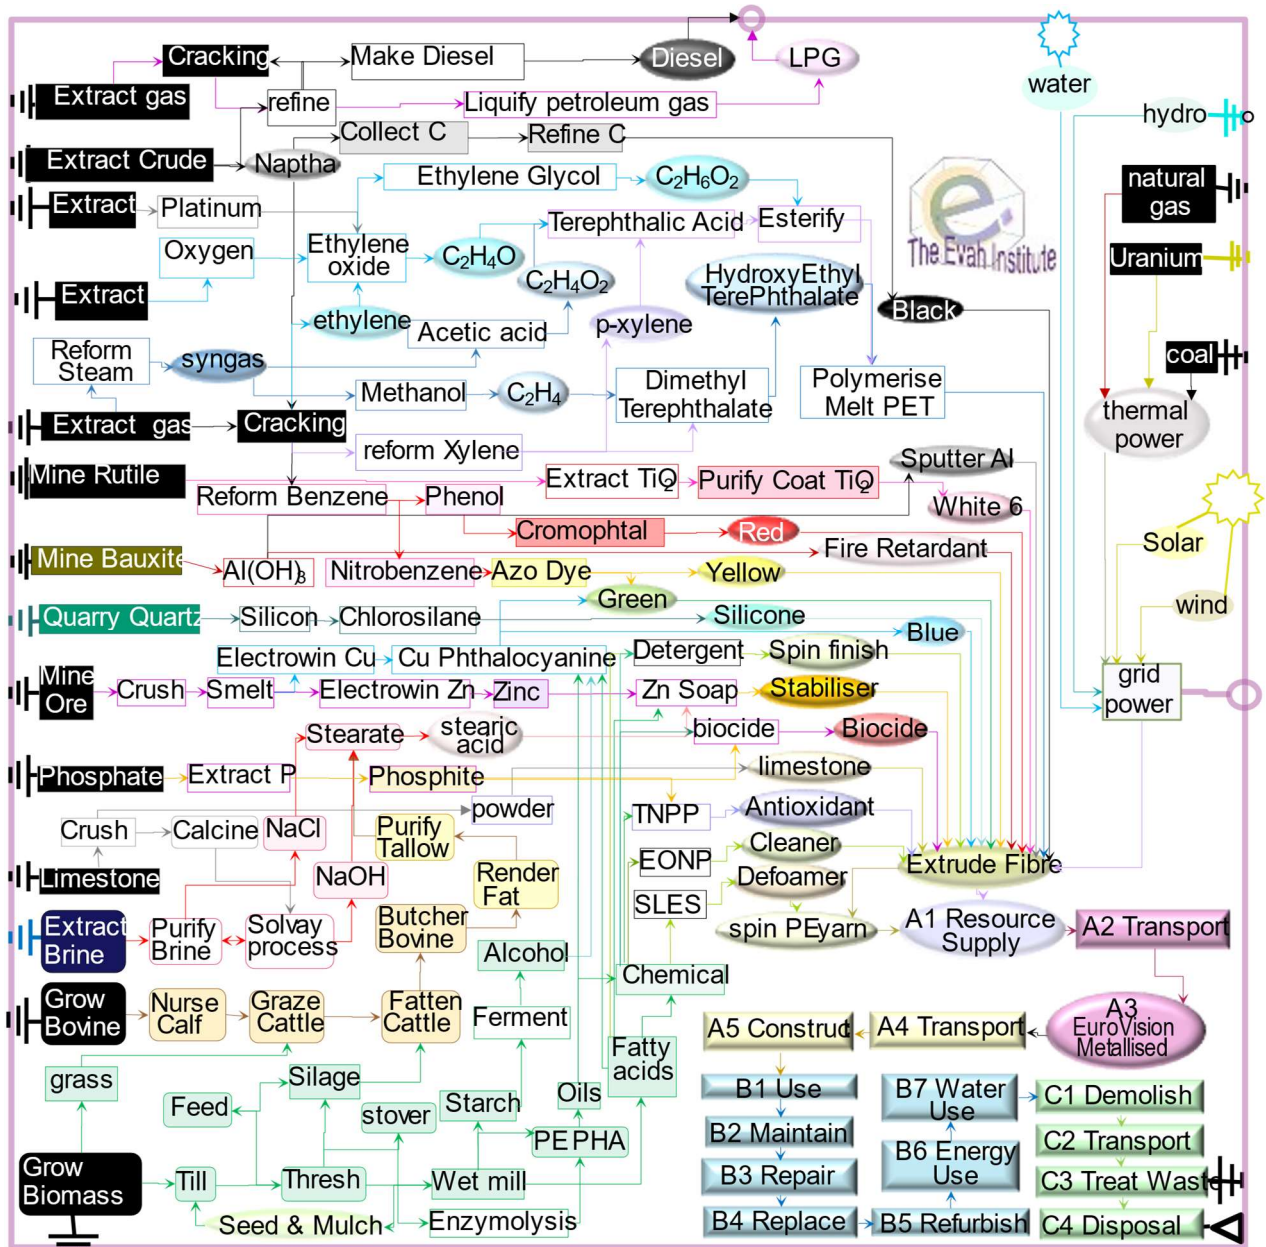 Cracking
Make Diesel
Diesel
LPG
water
Extract gas
refine
Liquify petroleum gas
hydro
Collect C
Refine C
Extract Crude
Naptha
Ethylene Glycol
C2H6O2
natural
gas
Extract
Platinum
Terephthalic Acid
Esterify
Oxygen
Ethylene
oxide
C2H4O
C2H4O2
The Evah Institute
Uranium
HydroxyEthyl
TerePhthalate
Extract
Black
ethylene
Acetic acid
p-xylene
Reform
Steam
syngas
coal
Methanol
C2H4
Dimethyl
Terephthalate
Polymerise
Melt PET
thermal
power
Extract gas
Cracking
reform Xylene
Sputter Al
Mine Rutile
Extract TiO2
Purify Coat TiO2
Reform Benzene
Phenol
White 6
Cromophtal
Red
Solar
Mine Bauxite
Al(OH)3
Nitrobenzene
Azo Dye
Yellow
Fire Retardant
Green
wind
Quarry Quartz
Silicon
Chlorosilane
Silicone
Blue
Electrowin Cu
Cu Phthalocyanine
Detergent
Spin finish
Mine
Ore
Crush
Smelt
Electrowin Zn
Zinc
Zn Soap
Stabiliser
grid
power
Stearate
stearic
acid
biocide
Biocide
Phosphate
Extract P
Phosphite
limestone
powder
TNPP
Antioxidant
Crush
Calcine
NaCl
Purify
Tallow
Cleaner
Limestone
NaOH
Render
Fat
EONP
Defoamer
Extrude Fibre
SLES
Extract
Brine
Purify
Brine
Solvay
process
Butcher
Bovine
spin PEyarn
A1 Resource
Supply
A2 Transport
Alcohol
Chemical
Grow
Bovine
Nurse
Calf
Graze
Cattle
Fatten
Cattle
Ferment
A5 Construct
A4 Transport
A3
EuroVision
Metallised
grass
Silage
Fatty
acids
Feed
stover
Starch
Oils
B1 Use
B7 Water
Use
C1 Demolish
PEPHA
B2 Maintain
C2 Transport
Grow
Biomass
Till
Thresh
Wet mill
B3 Repair
B6 Energy
Use
C3 Treat Waste
Seed & Mulch
Enzymolysis
B4 Replace
B5 Refurbish
C4 Disposal